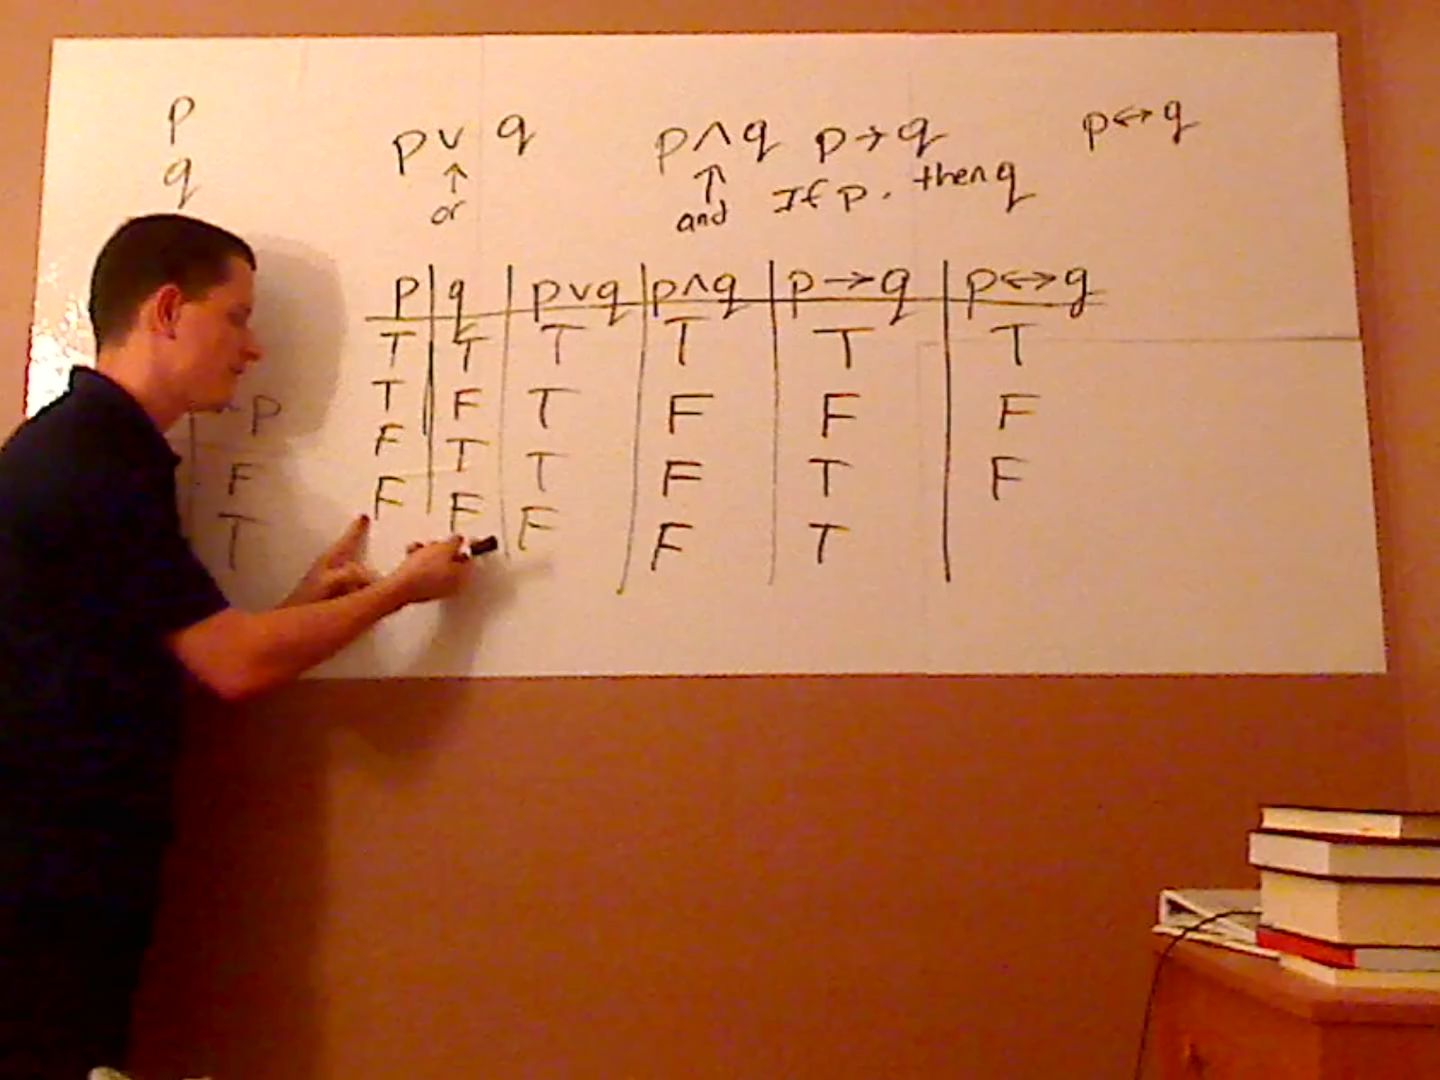 p
q
p ∨ q
↑
or
p ∧ q
↑
and
p → q
If p, then q
p ↔ q
~p
F
T
p q p∨q p∧q p→q p↔q
T T T T T T
T F T F F F
F T T F T F
F F F F T